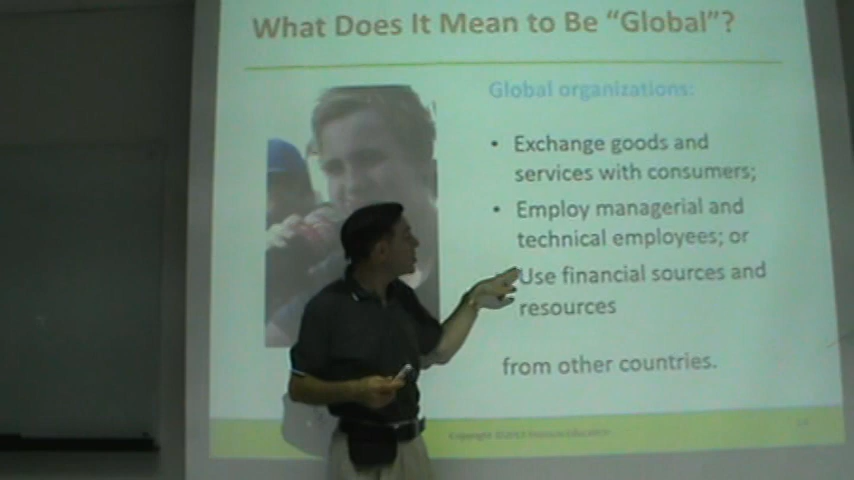 What Does It Mean to Be “Global”?
Global organizations:
• Exchange goods and
services with consumers;
• Employ managerial and
technical employees; or
Use financial sources and
resources
from other countries.